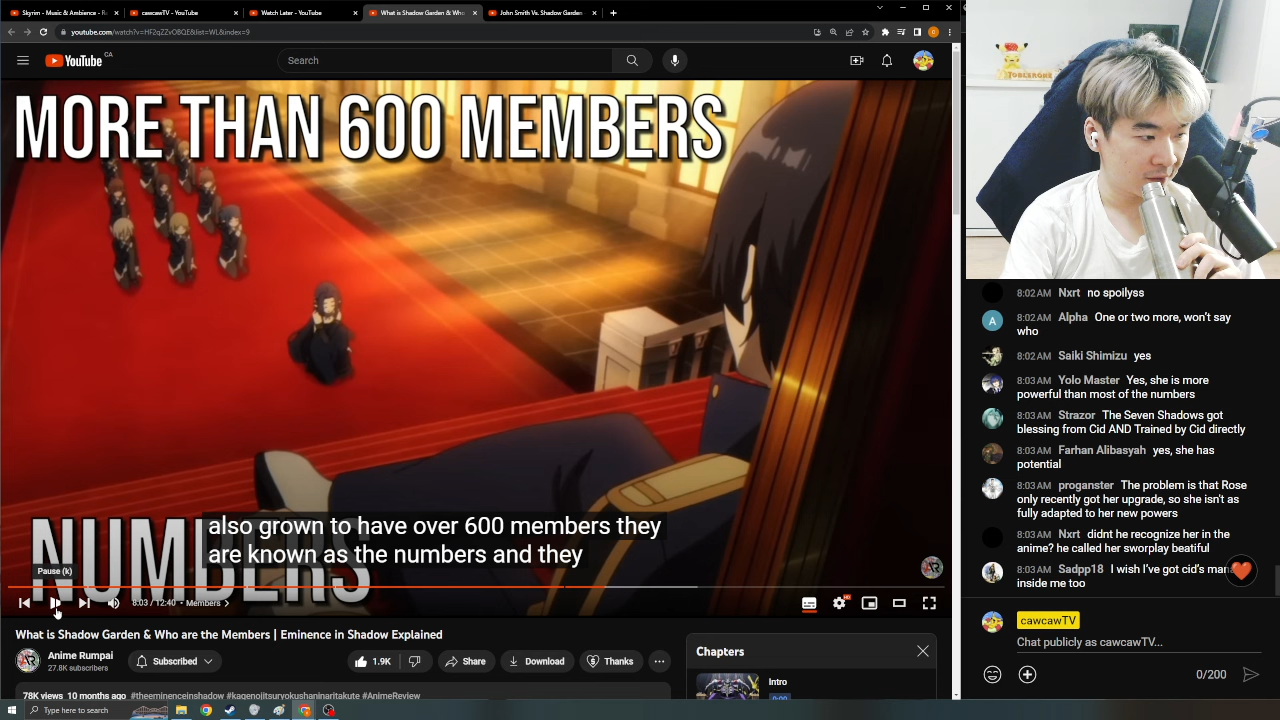 Skyrim - Music & Ambience - R
cawcawTV - YouTube
Watch Later - YouTube
What is Shadow Garden & Who
John Smith Vs. Shadow Garden
youtube.com/watch?v=HF2qZZvOBQE&list=WL&index=9
YouTube CA
Search
MORE THAN 600 MEMBERS
NUMBERS
also grown to have over 600 members they
are known as the numbers and they
Pause (k)
8:03 / 12:40 • Members
What is Shadow Garden & Who are the Members | Eminence in Shadow Explained
Anime Rumpai
27.8K subscribers
Subscribed
1.9K
Share
Download
Thanks
78K views 10 months ago #theeminenceinshadow #kagenojitsuryokushaninaritakute #AnimeReview
Chapters
Intro
0:00
Type here to search
TOBLERONE
8:02 AM Nxrt no spoilyss
A
8:02 AM Alpha One or two more, won't say
who
8:02 AM Saiki Shimizu yes
8:03 AM Yolo Master Yes, she is more
powerful than most of the numbers
8:03 AM Strazor The Seven Shadows got
blessing from Cid AND Trained by Cid directly
8:03 AM Farhan Alibasyah yes, she has
potential
8:03 AM proganster The problem is that Rose
only recently got her upgrade, so she isn't as
fully adapted to her new powers
8:03 AM Nxrt didnt he recognize her in the
anime? he called her sworplay beatiful
8:03 AM Sadpp18 I wish I've got cid's
inside me too
cawcawTV
Chat publicly as cawcawTV...
0/200